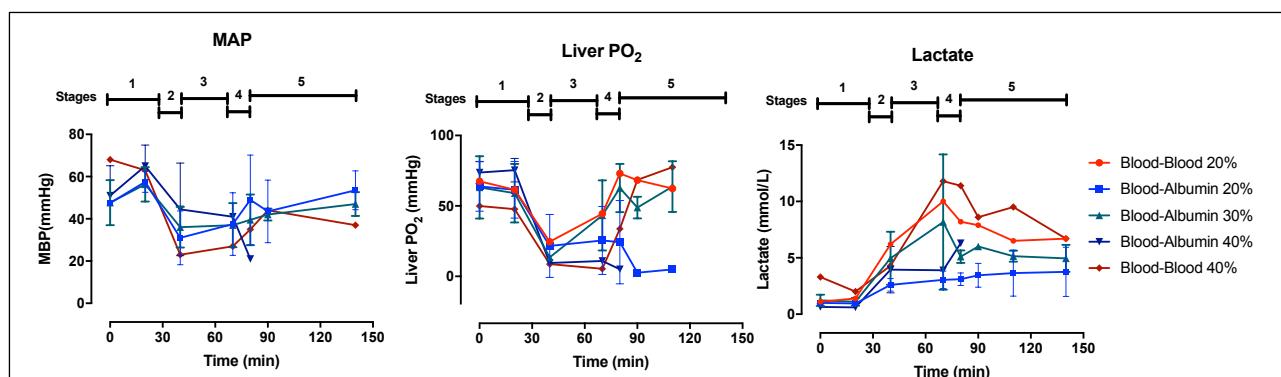 MAP
Stages
1
2
3
4
5
MBP(mmHg)
80
60
40
20
0
0
30
60
90
120
150
Time (min)
Liver PO2
Stages
1
2
3
4
5
Liver PO2 (mmHg)
100
50
0
0
30
60
90
120
150
Time (min)
Lactate
Stages
1
2
3
4
5
Lactate (mmol/L)
15
10
5
0
0
30
60
90
120
150
Time (min)
Blood-Blood 20%
Blood-Albumin 20%
Blood-Albumin 30%
Blood-Albumin 40%
Blood-Blood 40%